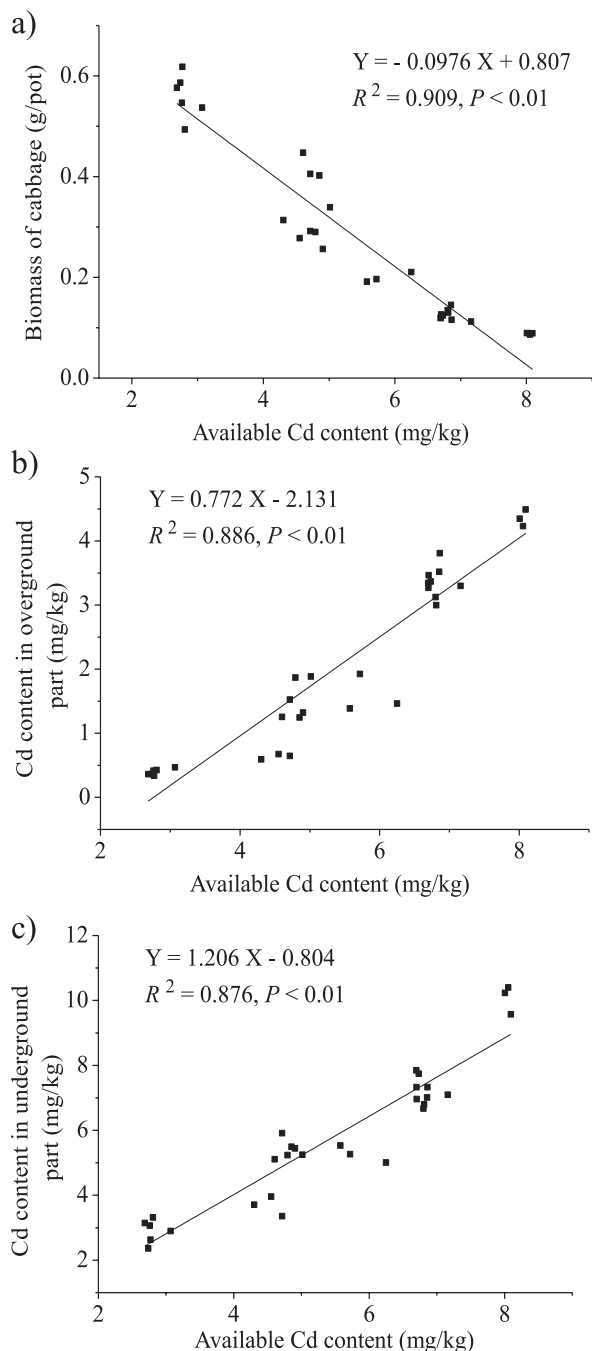 a)
Y = - 0.0976 X + 0.807
R 2 = 0.909, P < 0.01
Biomass of cabbage (g/pot)
0.6
0.4
0.2
0.0
2 4 6 8
Available Cd content (mg/kg)
b)
Y = 0.772 X - 2.131
R 2 = 0.886, P < 0.01
Cd content in overground
part (mg/kg)
5
4
3
2
1
0
2 4 6 8
Available Cd content (mg/kg)
c)
Y = 1.206 X - 0.804
R 2 = 0.876, P < 0.01
Cd content in underground
part (mg/kg)
12
10
8
6
4
2
2 4 6 8
Available Cd content (mg/kg)